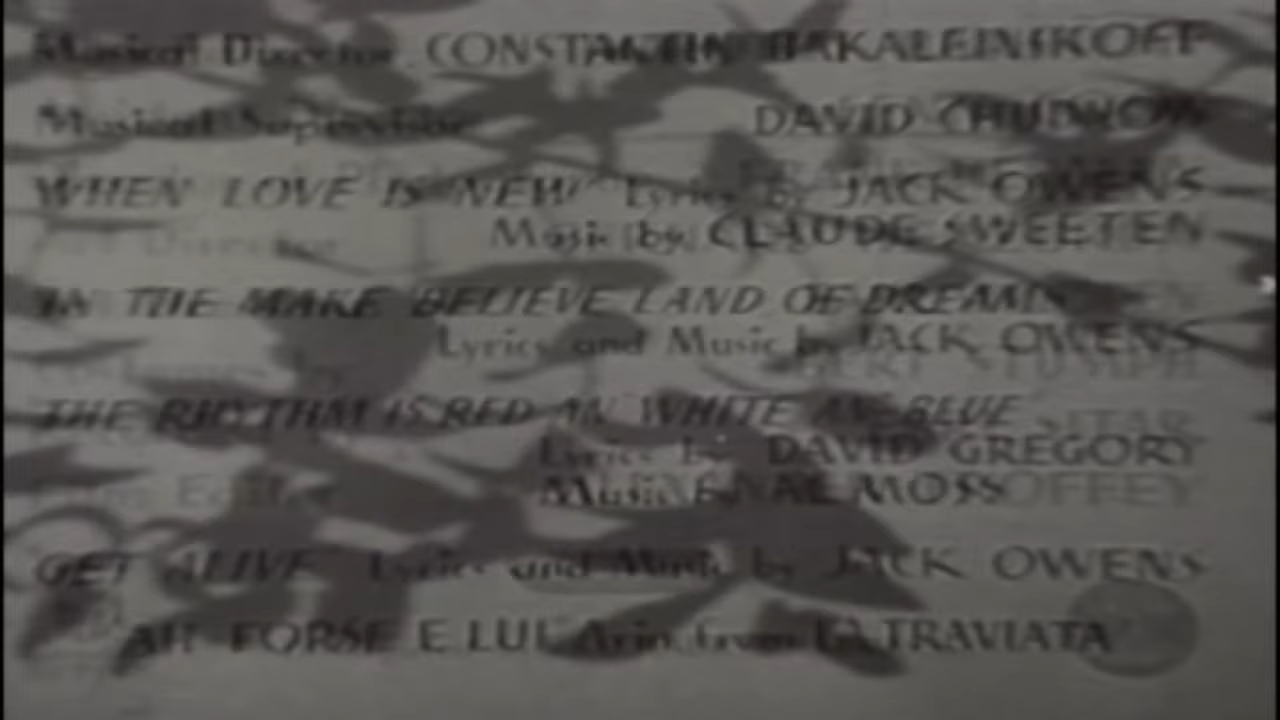 Musical Director CONSTANTIN BAKALEINIKOFF
Musical Supervisor DAVID CHUDNOW
WHEN LOVE IS NEW Lyrics by JACK OWENS
Music by CLAUDE SWEETEN
Art Director
IN THE MAKE BELIEVE LAND OF DREAMS
Lyrics and Music by JACK OWENS
THE RHYTHM IS RED AN' WHITE AN' BLUE
Lyrics by DAVID GREGORY
Music by AL MOSS
GET ALIVE Lyrics and Music by JACK OWENS
AH FORSE E LUI Aria from LA TRAVIATA